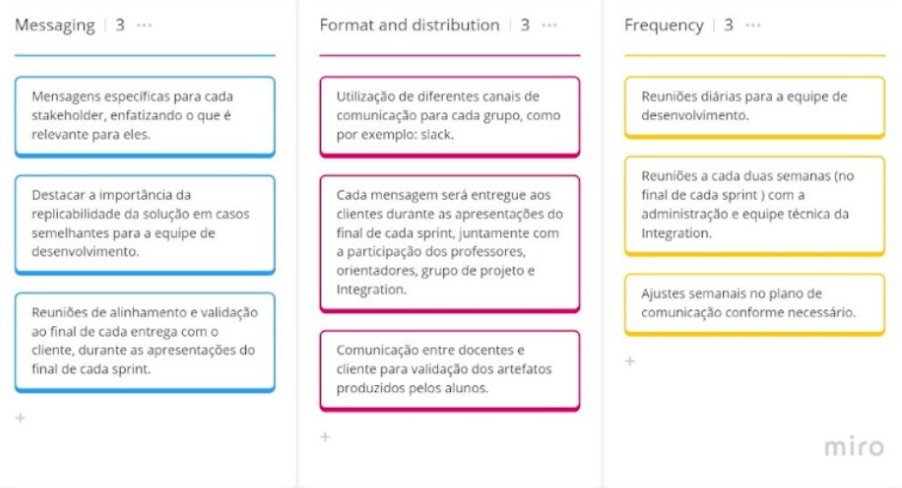 Messaging | 3 ...
Mensagens específicas para cada
stakeholder, enfatizando o que é
relevante para eles.
Destacar a importância da
replicabilidade da solução em casos
semelhantes para a equipe de
desenvolvimento.
Reuniões de alinhamento e validação
ao final de cada entrega com o
cliente, durante as apresentações do
final de cada sprint.
+
Format and distribution | 3 ...
Utilização de diferentes canais de
comunicação para cada grupo, como
por exemplo: slack.
Cada mensagem será entregue aos
clientes durante as apresentações do
final de cada sprint, juntamente com
a participação dos professores,
orientadores, grupo de projeto e
Integration.
Comunicação entre docentes e
cliente para validação dos artefatos
produzidos pelos alunos.
+
Frequency | 3 ...
Reuniões diárias para a equipe de
desenvolvimento.
Reuniões a cada duas semanas (no
final de cada sprint ) com a
administração e equipe técnica da
Integration.
Ajustes semanais no plano de
comunicação conforme necessário.
+
miro